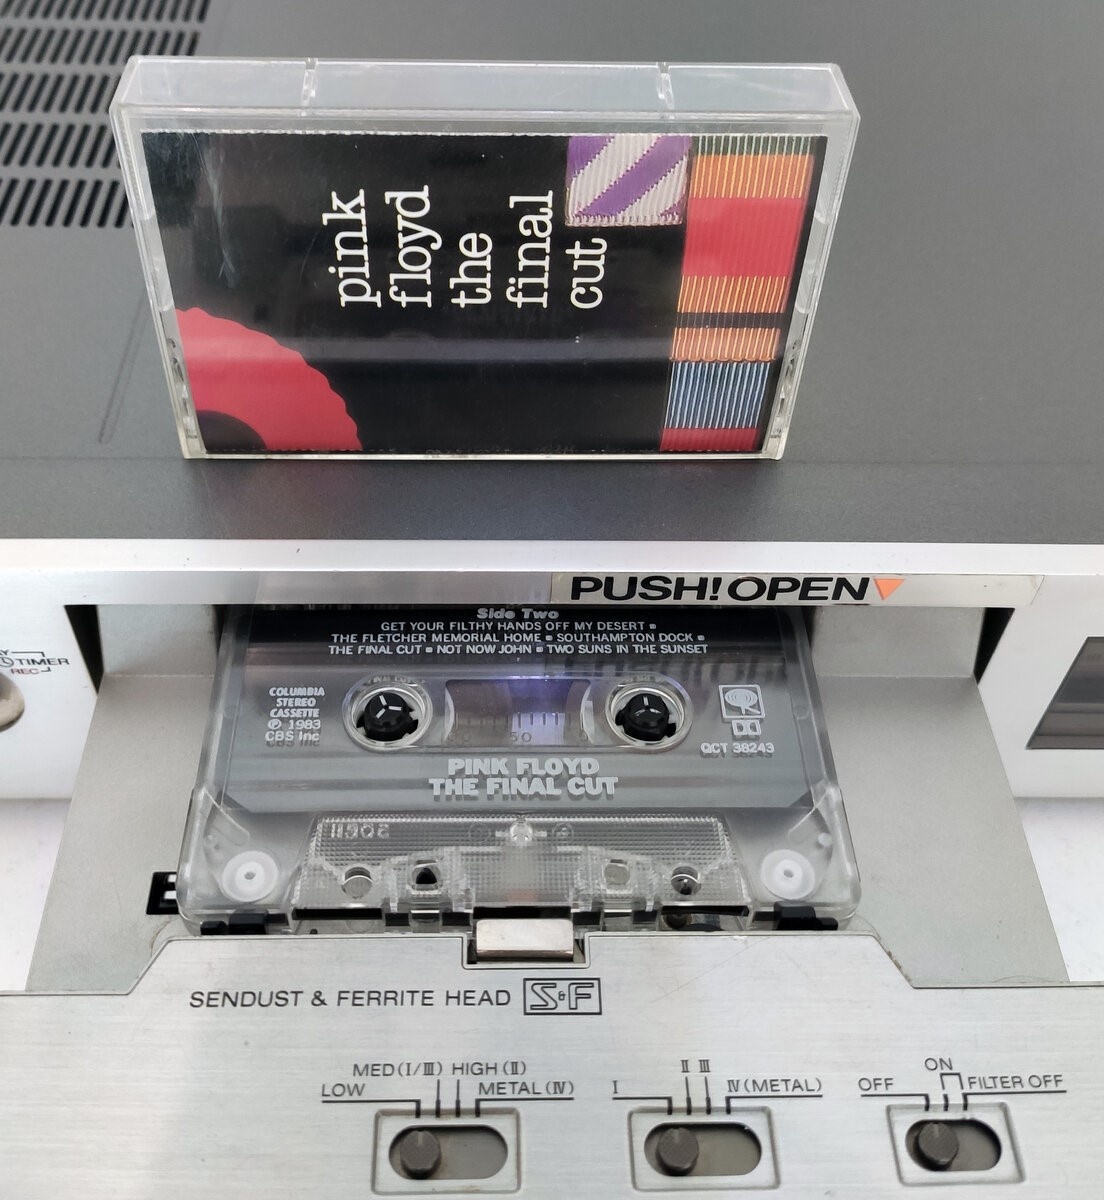 pink
floyd
the
final
cut
PUSH! OPEN
Side Two
GET YOUR FILTHY HANDS OFF MY DESERT
THE FLETCHER MEMORIAL HOME ▪ SOUTHAMPTON DOCK ▪
THE FINAL CUT ▪ NOT NOW JOHN ▪ TWO SUNS IN THE SUNSET
TIMER
REC
COLUMBIA
STEREO
CASSETTE
℗ 1983
CBS Inc
50
QCT 38243
PINK FLOYD
THE FINAL CUT
SENDUST & FERRITE HEAD S&F
MED (I/III) HIGH (II)
LOW METAL (IV)
II III
I IV (METAL)
ON
OFF FILTER OFF